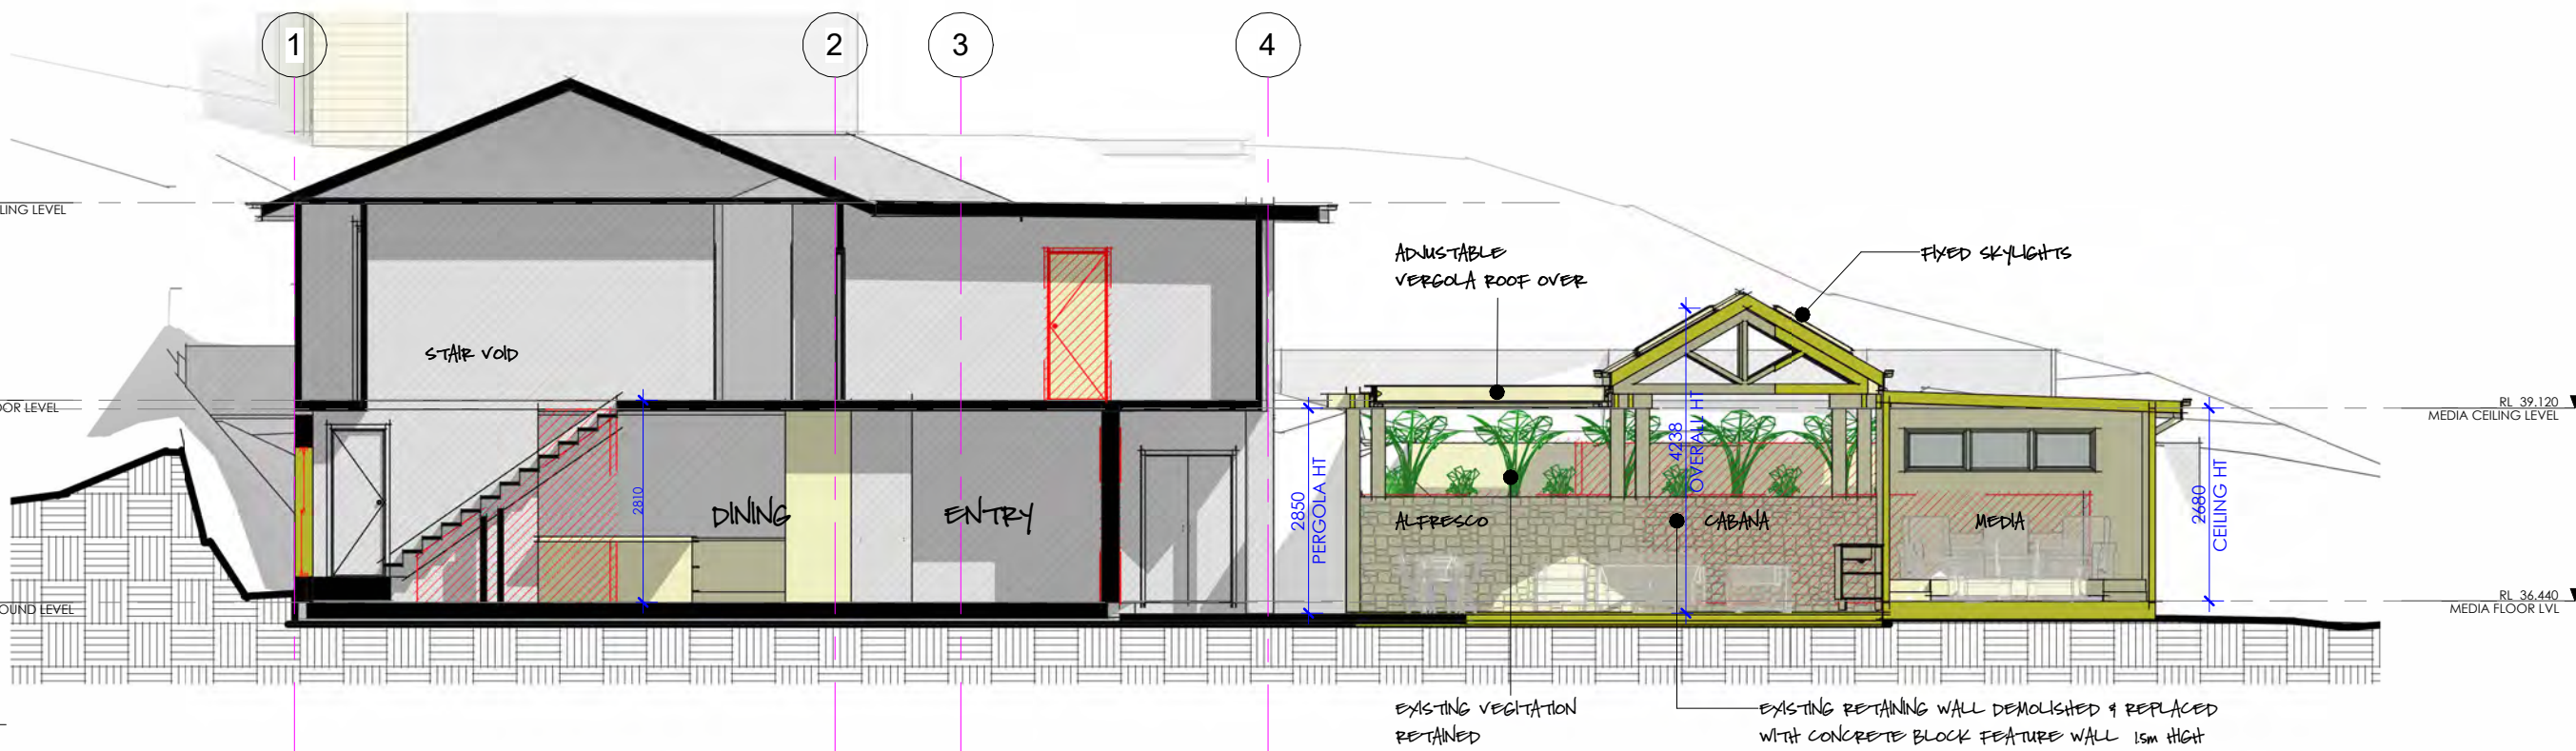 1
2
3
4
LING LEVEL
ADJUSTABLE
VERGOLA ROOF OVER
FIXED SKYLIGHTS
STAIR VOID
OOR LEVEL
RL 39.120
MEDIA CEILING LEVEL
2810
DINING
ENTRY
2850
PERGOLA HT
ALFRESCO
4238
OVERALL HT
CABANA
MEDIA
2680
CEILING HT
OUND LEVEL
RL 36.440
MEDIA FLOOR LVL
EXISTING VEGITATION
RETAINED
EXISTING RETAINING WALL DEMOLISHED & REPLACED
WITH CONCRETE BLOCK FEATURE WALL 1.5m HIGH